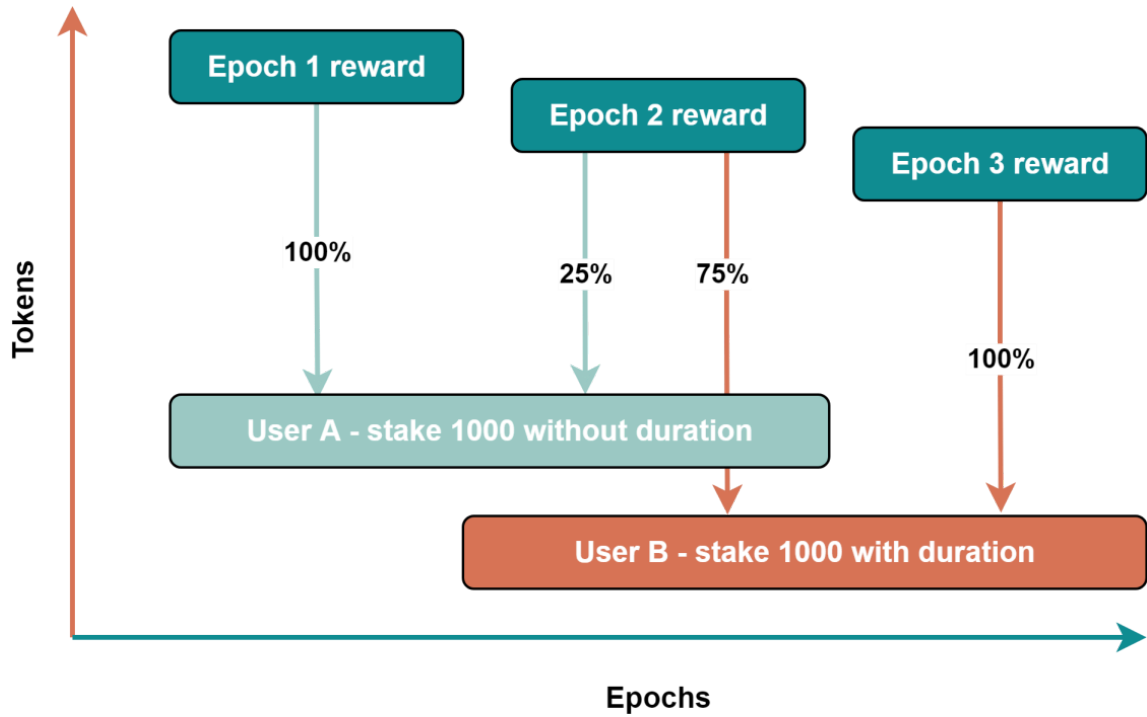 Epoch 1 reward
Epoch 2 reward
Epoch 3 reward
100%
25%
75%
100%
Tokens
User A - stake 1000 without duration
User B - stake 1000 with duration
Epochs